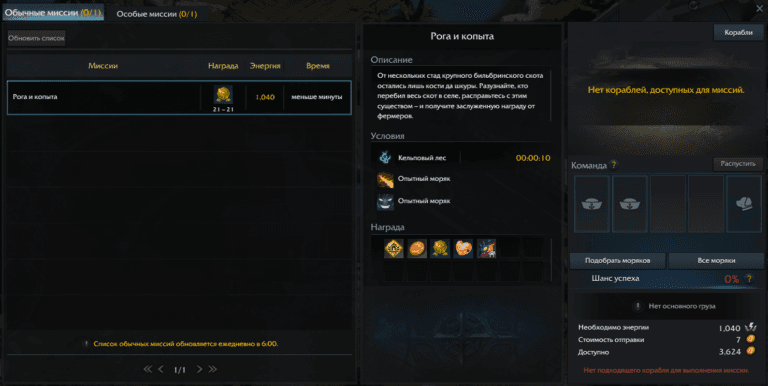 Обычные миссии (0/1)
Особые миссии (0/1)
Обновить список
Миссии Награда Энергия Время
Рога и копыта 1,040 меньше минуты
21 – 21
Список обычных миссий обновляется ежедневно в 6:00.
1/1
Рога и копыта
Описание
От нескольких стад крупного бильбринского скота
остались лишь кости да шкуры. Разузнайте, кто
перебил весь скот в селе, расправьтесь с этим
существом – и получите заслуженную награду от
фермеров.
Условия
Кельповый лес 00:00:10
Опытный моряк
Опытный моряк
Награда
Корабли
Нет кораблей, доступных для миссий.
Команда ?
Распустить
Подобрать моряков
Все моряки
Шанс успеха 0% ?
! Нет основного груза
Необходимо энергии 1,040
Стоимость отправки 7
Доступно 3,624
Нет подходящего корабля для выполнения миссии.